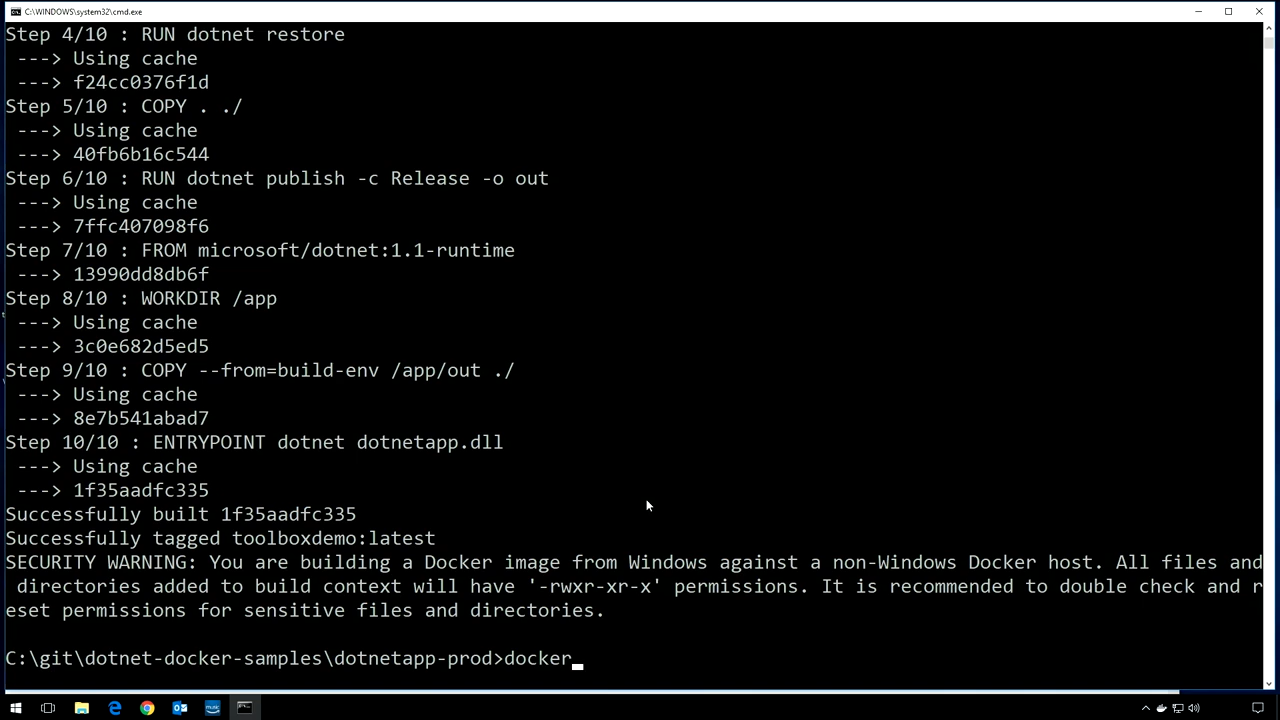 C:\WINDOWS\system32\cmd.exe
Step 4/10 : RUN dotnet restore
 ---> Using cache
 ---> f24cc0376f1d
Step 5/10 : COPY . ./
 ---> Using cache
 ---> 40fb6b16c544
Step 6/10 : RUN dotnet publish -c Release -o out
 ---> Using cache
 ---> 7ffc407098f6
Step 7/10 : FROM microsoft/dotnet:1.1-runtime
 ---> 13990dd8db6f
Step 8/10 : WORKDIR /app
 ---> Using cache
 ---> 3c0e682d5ed5
Step 9/10 : COPY --from=build-env /app/out ./
 ---> Using cache
 ---> 8e7b541abad7
Step 10/10 : ENTRYPOINT dotnet dotnetapp.dll
 ---> Using cache
 ---> 1f35aadfc335
Successfully built 1f35aadfc335
Successfully tagged toolboxdemo:latest
SECURITY WARNING: You are building a Docker image from Windows against a non-Windows Docker host. All files and
 directories added to build context will have '-rwxr-xr-x' permissions. It is recommended to double check and r
eset permissions for sensitive files and directories.
C:\git\dotnet-docker-samples\dotnetapp-prod>docker_